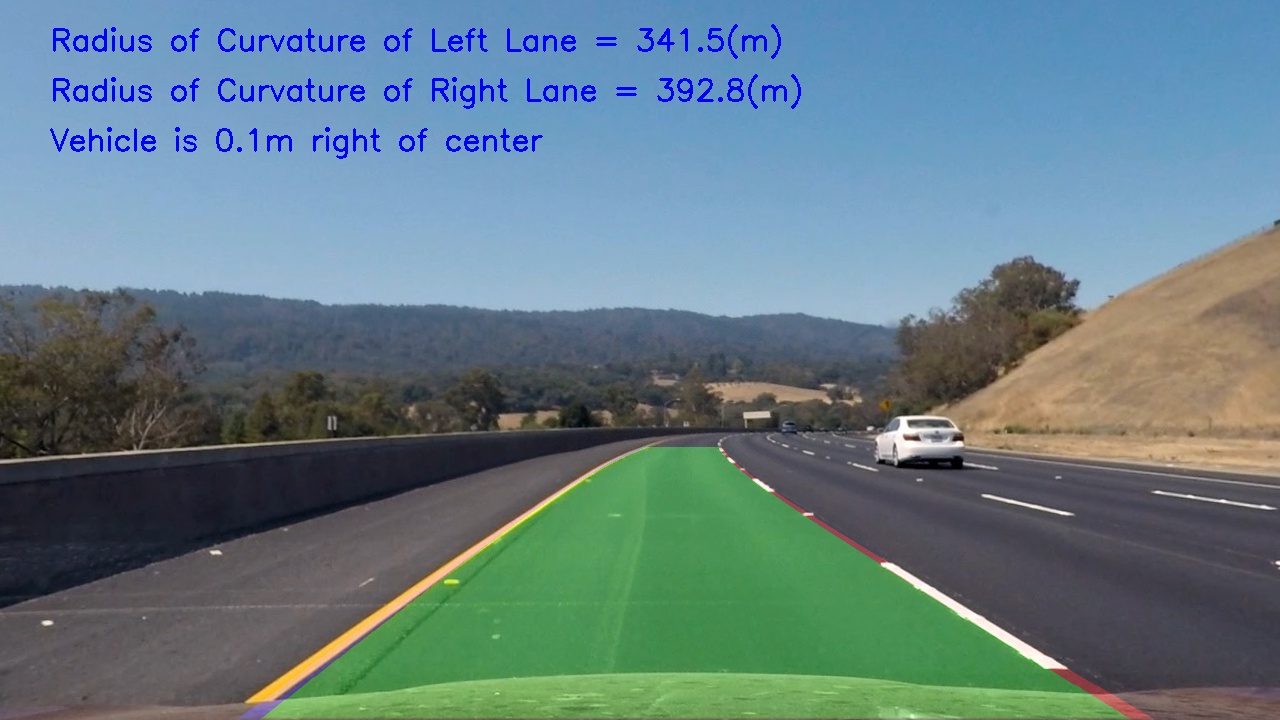 Radius of Curvature of Left Lane = 341.5(m)
Radius of Curvature of Right Lane = 392.8(m)
Vehicle is 0.1m right of center